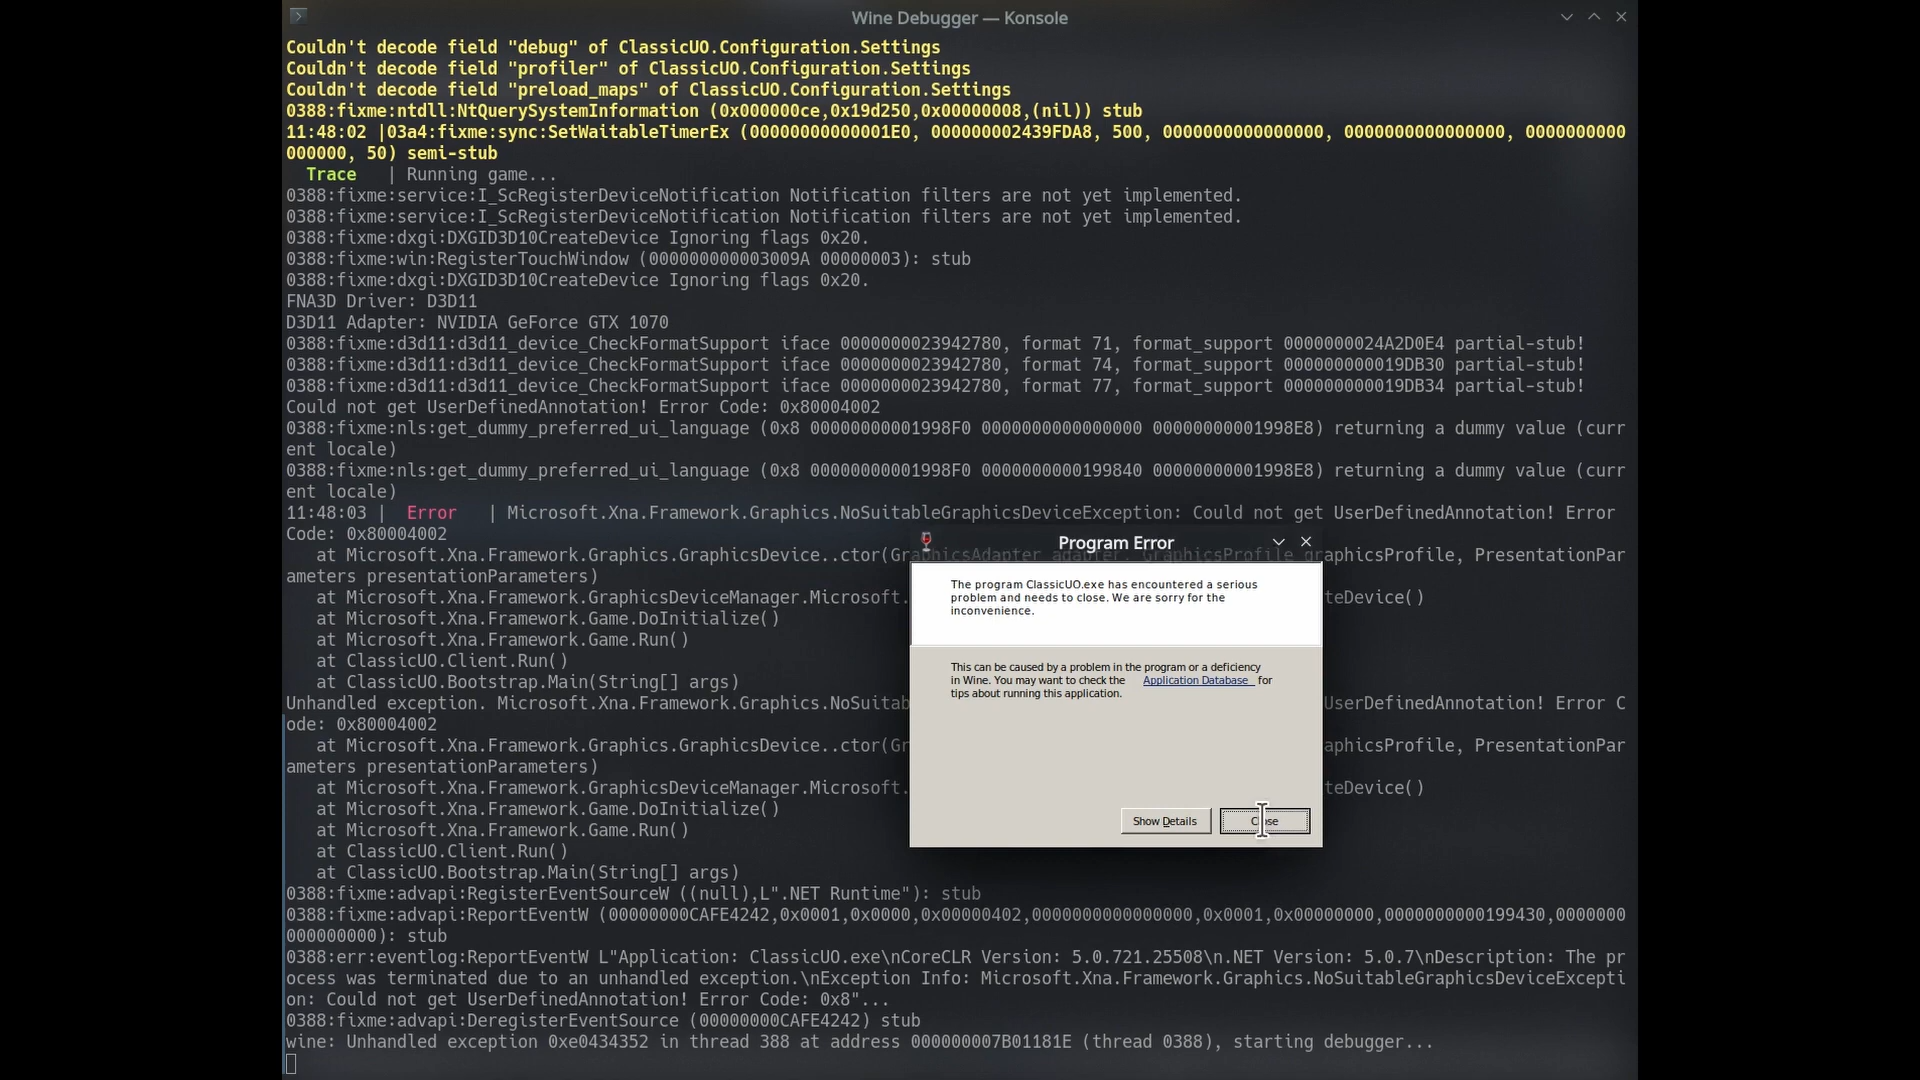 Wine Debugger — Konsole
Couldn't decode field "debug" of ClassicUO.Configuration.Settings
Couldn't decode field "profiler" of ClassicUO.Configuration.Settings
Couldn't decode field "preload_maps" of ClassicUO.Configuration.Settings
0388:fixme:ntdll:NtQuerySystemInformation (0x000000ce,0x19d250,0x00000008,(nil)) stub
11:48:02 |03a4:fixme:sync:SetWaitableTimerEx (00000000000001E0, 000000002439FDA8, 500, 0000000000000000, 0000000000000000, 0000000000
000000, 50) semi-stub
Trace | Running game...
0388:fixme:service:I_ScRegisterDeviceNotification Notification filters are not yet implemented.
0388:fixme:service:I_ScRegisterDeviceNotification Notification filters are not yet implemented.
0388:fixme:dxgi:DXGID3D10CreateDevice Ignoring flags 0x20.
0388:fixme:win:RegisterTouchWindow (000000000003009A 00000003): stub
0388:fixme:dxgi:DXGID3D10CreateDevice Ignoring flags 0x20.
FNA3D Driver: D3D11
D3D11 Adapter: NVIDIA GeForce GTX 1070
0388:fixme:d3d11:d3d11_device_CheckFormatSupport iface 0000000023942780, format 71, format_support 0000000024A2D0E4 partial-stub!
0388:fixme:d3d11:d3d11_device_CheckFormatSupport iface 0000000023942780, format 74, format_support 000000000019DB30 partial-stub!
0388:fixme:d3d11:d3d11_device_CheckFormatSupport iface 0000000023942780, format 77, format_support 000000000019DB34 partial-stub!
Could not get UserDefinedAnnotation! Error Code: 0x80004002
0388:fixme:nls:get_dummy_preferred_ui_language (0x8 00000000001998F0 0000000000000000 00000000001998E8) returning a dummy value (curr
ent locale)
0388:fixme:nls:get_dummy_preferred_ui_language (0x8 00000000001998F0 0000000000199840 00000000001998E8) returning a dummy value (curr
ent locale)
11:48:03 | Error | Microsoft.Xna.Framework.Graphics.NoSuitableGraphicsDeviceException: Could not get UserDefinedAnnotation! Error
Code: 0x80004002
at Microsoft.Xna.Framework.Graphics.GraphicsDevice..ctor(GraphicsAdapter adapter, GraphicsProfile graphicsProfile, PresentationPar
ameters presentationParameters)
at Microsoft.Xna.Framework.GraphicsDeviceManager.Microsoft. teDevice()
at Microsoft.Xna.Framework.Game.DoInitialize()
at Microsoft.Xna.Framework.Game.Run()
at ClassicUO.Client.Run()
at ClassicUO.Bootstrap.Main(String[] args)
Unhandled exception. Microsoft.Xna.Framework.Graphics.NoSuitab UserDefinedAnnotation! Error C
ode: 0x80004002
at Microsoft.Xna.Framework.Graphics.GraphicsDevice..ctor(Gr aphicsProfile, PresentationPar
ameters presentationParameters)
at Microsoft.Xna.Framework.GraphicsDeviceManager.Microsoft. teDevice()
at Microsoft.Xna.Framework.Game.DoInitialize()
at Microsoft.Xna.Framework.Game.Run()
at ClassicUO.Client.Run()
at ClassicUO.Bootstrap.Main(String[] args)
0388:fixme:advapi:RegisterEventSourceW ((null),L".NET Runtime"): stub
0388:fixme:advapi:ReportEventW (00000000CAFE4242,0x0001,0x0000,0x00000402,0000000000000000,0x0001,0x00000000,0000000000199430,0000000
000000000): stub
0388:err:eventlog:ReportEventW L"Application: ClassicUO.exe\nCoreCLR Version: 5.0.721.25508\n.NET Version: 5.0.7\nDescription: The pr
ocess was terminated due to an unhandled exception.\nException Info: Microsoft.Xna.Framework.Graphics.NoSuitableGraphicsDeviceExcepti
on: Could not get UserDefinedAnnotation! Error Code: 0x8"...
0388:fixme:advapi:DeregisterEventSource (00000000CAFE4242) stub
wine: Unhandled exception 0xe0434352 in thread 388 at address 000000007B01181E (thread 0388), starting debugger...
Program Error
The program ClassicUO.exe has encountered a serious
problem and needs to close. We are sorry for the
inconvenience.
This can be caused by a problem in the program or a deficiency
in Wine. You may want to check the Application Database for
tips about running this application.
Show Details
Close